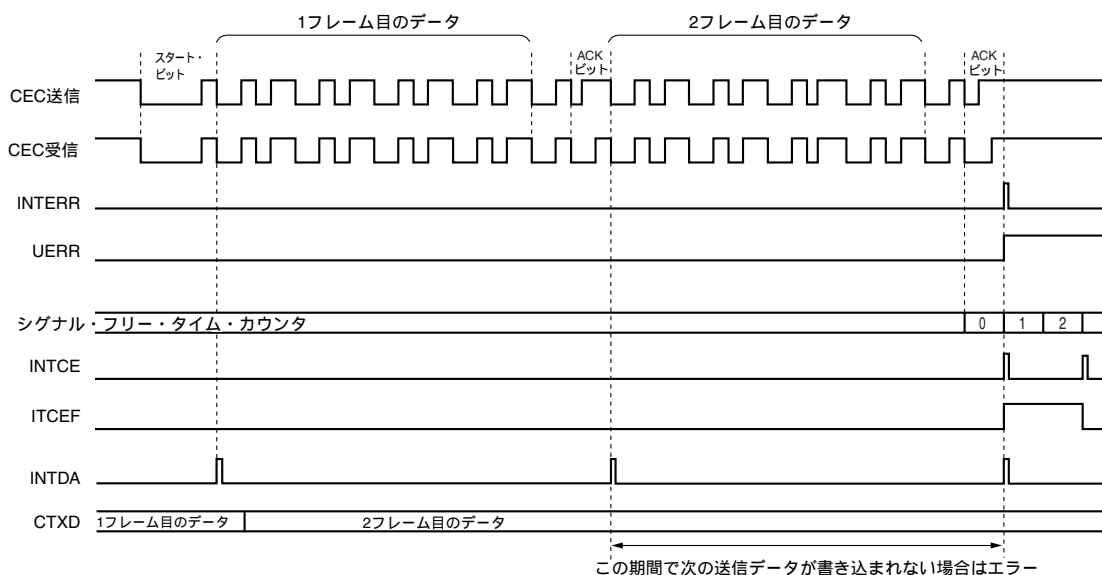 1フレーム目のデータ
2フレーム目のデータ
スタート・
ビット
ACK
ビット
ACK
ビット
CEC送信
CEC受信
INTERR
UERR
シグナル・フリー・タイム・カウンタ
0
1
2
INTCE
ITCEF
INTDA
CTXD
1フレーム目のデータ
2フレーム目のデータ
この期間で次の送信データが書き込まれない場合はエラー